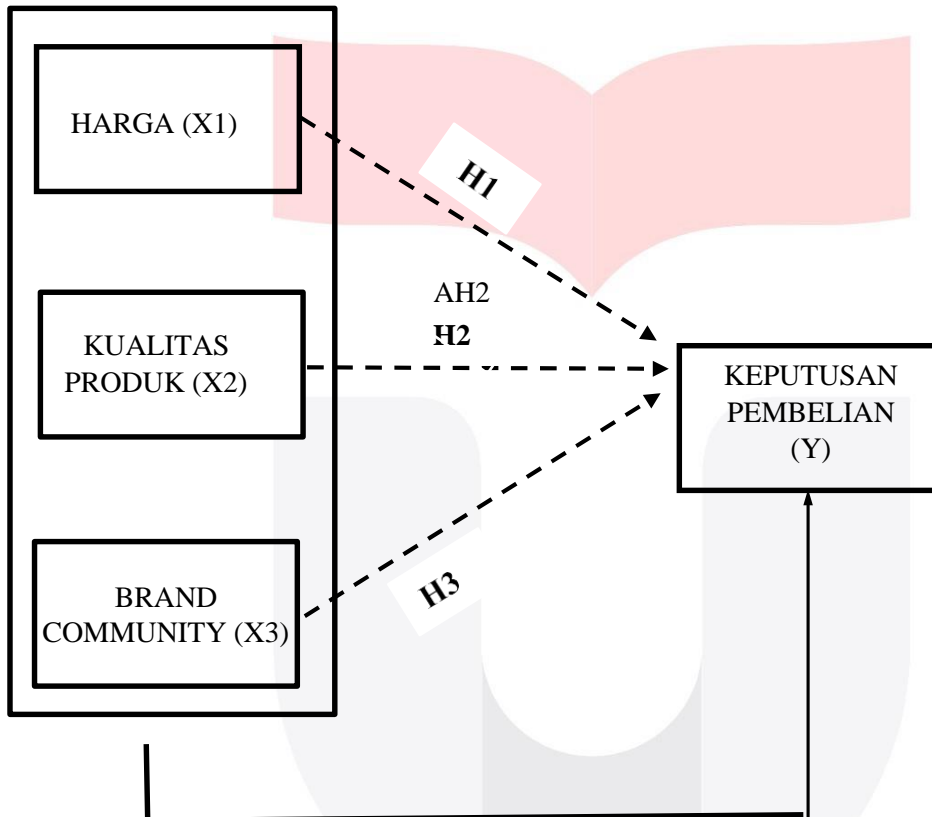 HARGA (X1)
H1
AH2
H2
KUALITAS
PRODUK (X2)
KEPUTUSAN
PEMBELIAN
(Y)
BRAND
COMMUNITY (X3)
H3